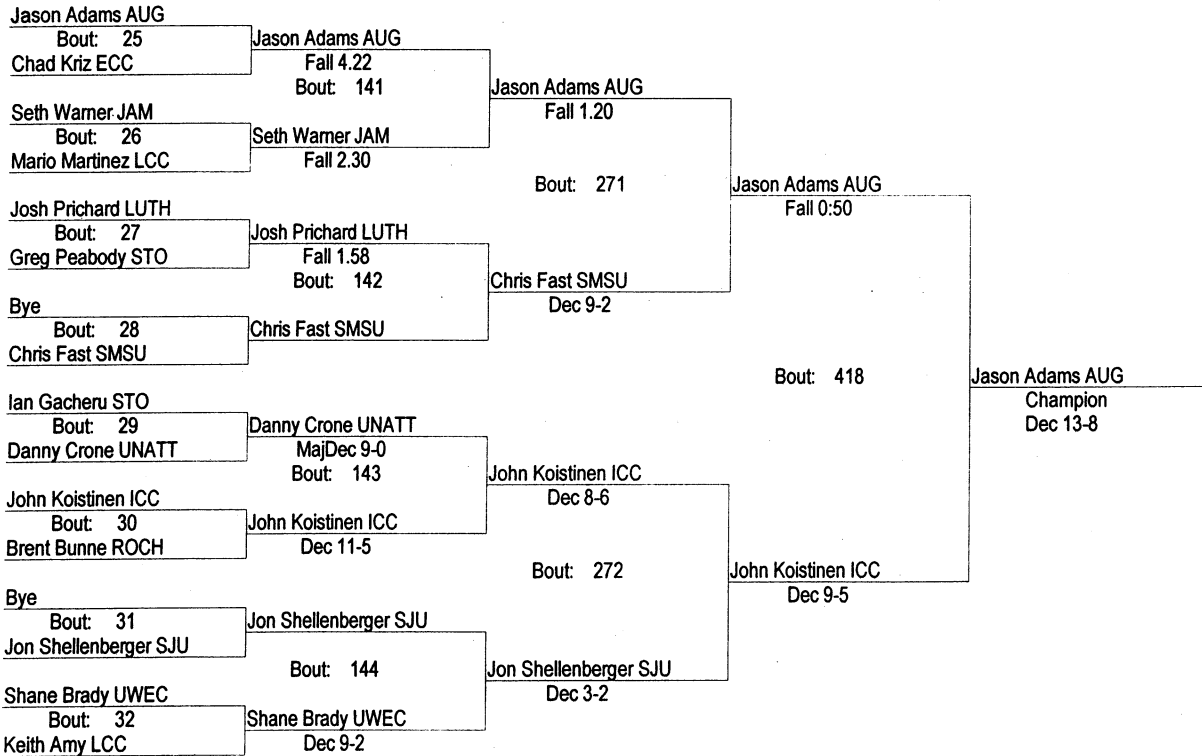 Jason Adams AUG
Bout: 25
Chad Kriz ECC
Seth Warner JAM
Bout: 26
Mario Martinez LCC
Josh Prichard LUTH
Bout: 27
Greg Peabody STO
Bye
Bout: 28
Chris Fast SMSU
Ian Gacheru STO
Bout: 29
Danny Crone UNATT
John Koistinen ICC
Bout: 30
Brent Bunne ROCH
Bye
Bout: 31
Jon Shellenberger SJU
Shane Brady UWEC
Bout: 32
Keith Amy LCC
Jason Adams AUG
Fall 4.22
Bout: 141
Seth Warner JAM
Fall 2.30
Josh Prichard LUTH
Fall 1.58
Bout: 142
Chris Fast SMSU
Danny Crone UNATT
MajDec 9-0
Bout: 143
John Koistinen ICC
Dec 11-5
Jon Shellenberger SJU
Bout: 144
Shane Brady UWEC
Dec 9-2
Jason Adams AUG
Fall 1.20
Bout: 271
Chris Fast SMSU
Dec 9-2
John Koistinen ICC
Dec 8-6
Bout: 272
Jon Shellenberger SJU
Dec 3-2
Jason Adams AUG
Fall 0:50
Bout: 418
John Koistinen ICC
Dec 9-5
Jason Adams AUG
Champion
Dec 13-8